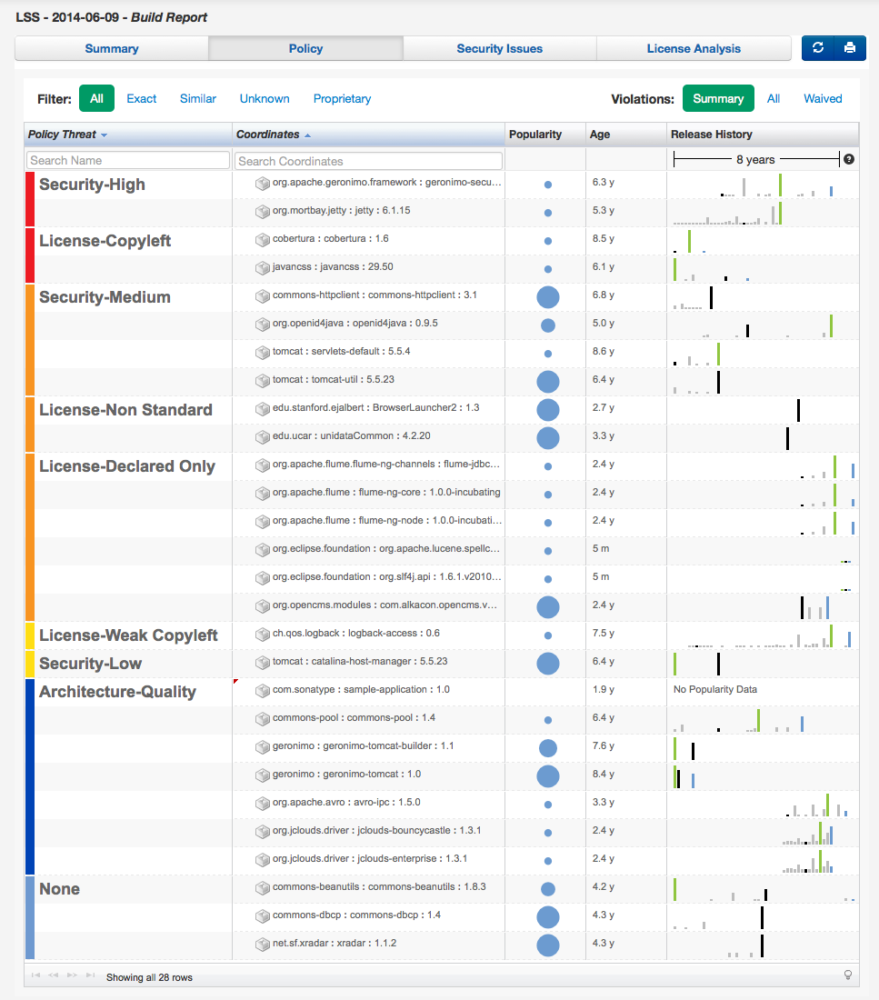 LSS - 2014-06-09 - Build Report
Summary Policy Security Issues License Analysis
Filter: All Exact Similar Unknown Proprietary Violations: Summary All Waived
Policy Threat Coordinates Popularity Age Release History
Search Name Search Coordinates 8 years ?
Security-High org.apache.geronimo.framework : geronimo-secu... 6.3 y
org.mortbay.jetty : jetty : 6.1.15 5.3 y
License-Copyleft cobertura : cobertura : 1.6 8.5 y
javancss : javancss : 29.50 6.1 y
Security-Medium commons-httpclient : commons-httpclient : 3.1 6.8 y
org.openid4java : openid4java : 0.9.5 5.0 y
tomcat : servlets-default : 5.5.4 8.6 y
tomcat : tomcat-util : 5.5.23 6.4 y
License-Non Standard edu.stanford.ejalbert : BrowserLauncher2 : 1.3 2.7 y
edu.ucar : unidataCommon : 4.2.20 3.3 y
License-Declared Only org.apache.flume.flume-ng-channels : flume-jdbc... 2.4 y
org.apache.flume : flume-ng-core : 1.0.0-incubating 2.4 y
org.apache.flume : flume-ng-node : 1.0.0-incubati... 2.4 y
org.eclipse.foundation : org.apache.lucene.spellc... 5 m
org.eclipse.foundation : org.slf4j.api : 1.6.1.v2010... 5 m
org.opencms.modules : com.alkacon.opencms.v... 2.4 y
License-Weak Copyleft ch.qos.logback : logback-access : 0.6 7.5 y
Security-Low tomcat : catalina-host-manager : 5.5.23 6.4 y
Architecture-Quality com.sonatype : sample-application : 1.0 1.9 y No Popularity Data
commons-pool : commons-pool : 1.4 6.4 y
geronimo : geronimo-tomcat-builder : 1.1 7.6 y
geronimo : geronimo-tomcat : 1.0 8.4 y
org.apache.avro : avro-ipc : 1.5.0 3.3 y
org.jclouds.driver : jclouds-bouncycastle : 1.3.1 2.4 y
org.jclouds.driver : jclouds-enterprise : 1.3.1 2.4 y
None commons-beanutils : commons-beanutils : 1.8.3 4.2 y
commons-dbcp : commons-dbcp : 1.4 4.3 y
net.sf.xradar : xradar : 1.1.2 4.3 y
Showing all 28 rows